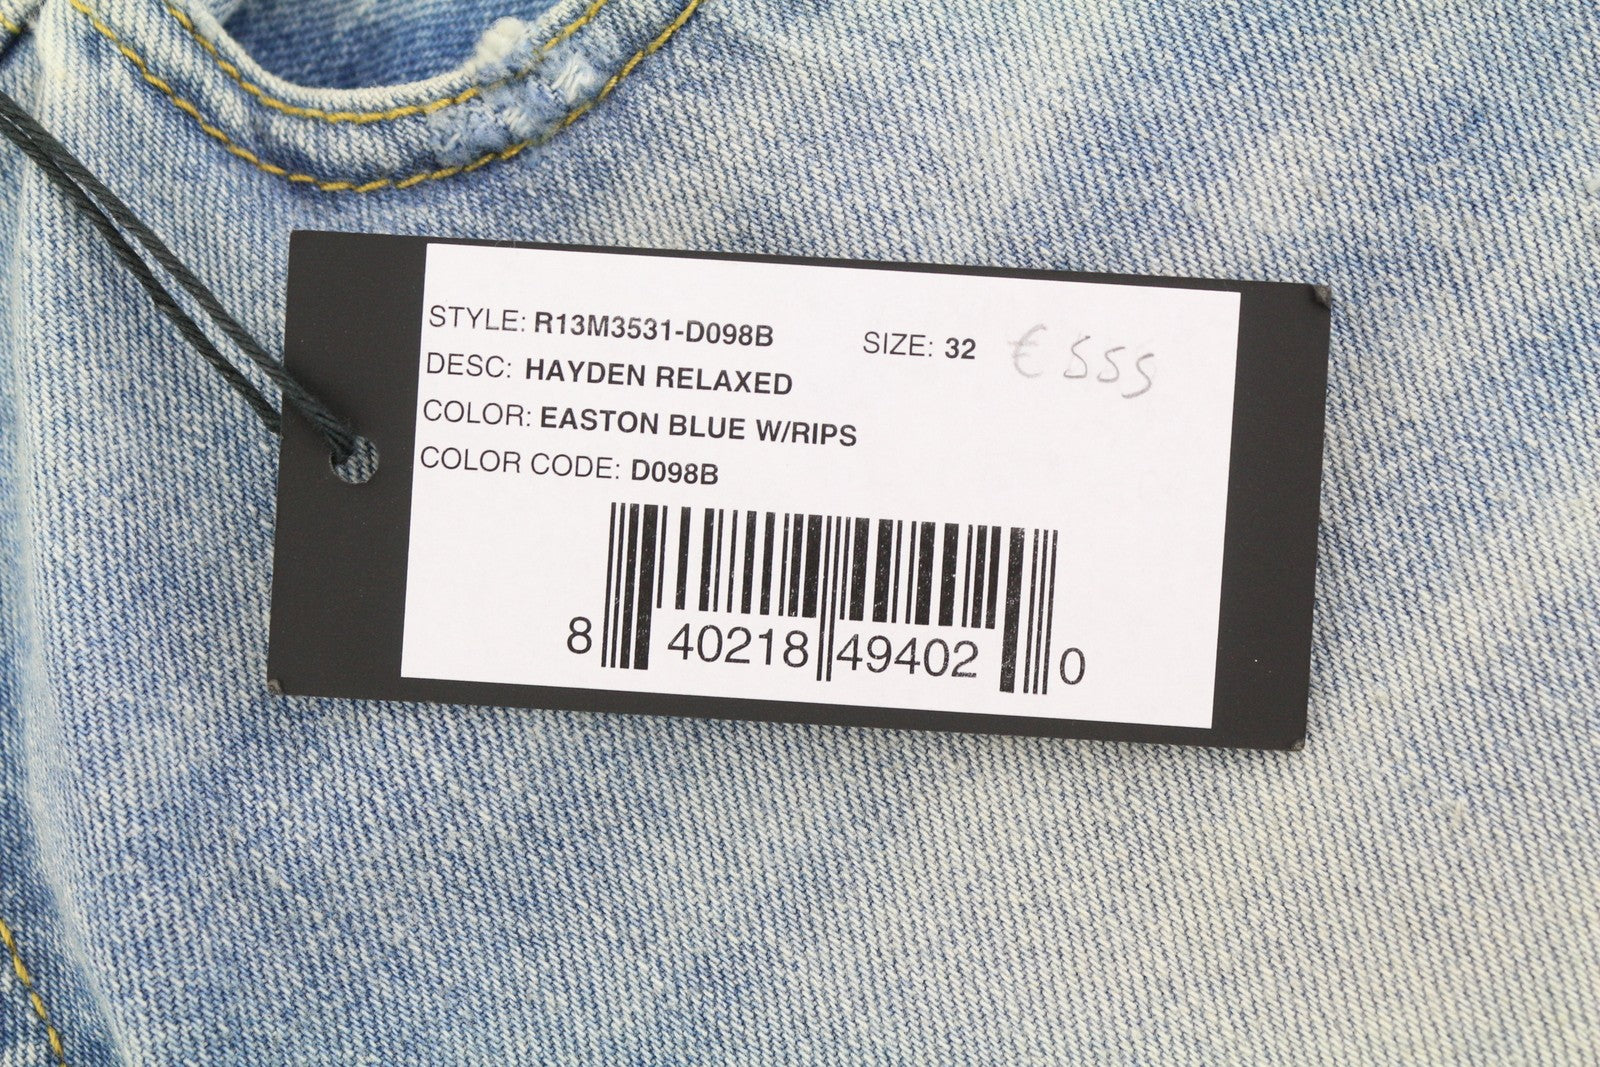 STYLE: R13M3531-D098B SIZE: 32 € 555
DESC: HAYDEN RELAXED
COLOR: EASTON BLUE W/RIPS
COLOR CODE: D098B
8 40218 49402 0